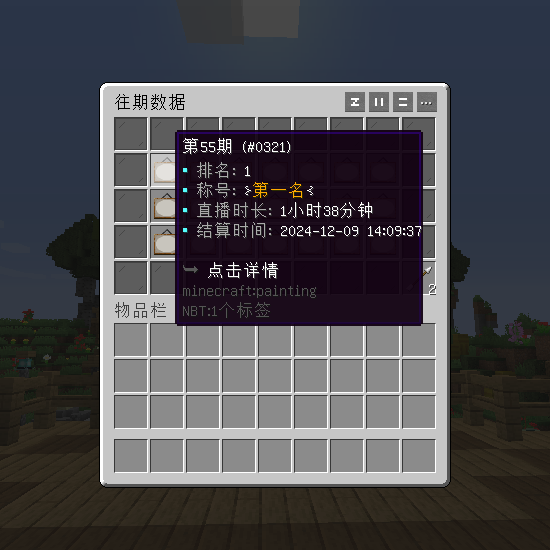 往期数据
第55期 (#0321)
▪ 排名: 1
▪ 称号: 第一名
▪ 直播时长: 1小时38分钟
▪ 结算时间: 2024-12-09 14:09:37
点击详情
minecraft:painting
NBT:1个标签
2
物品栏